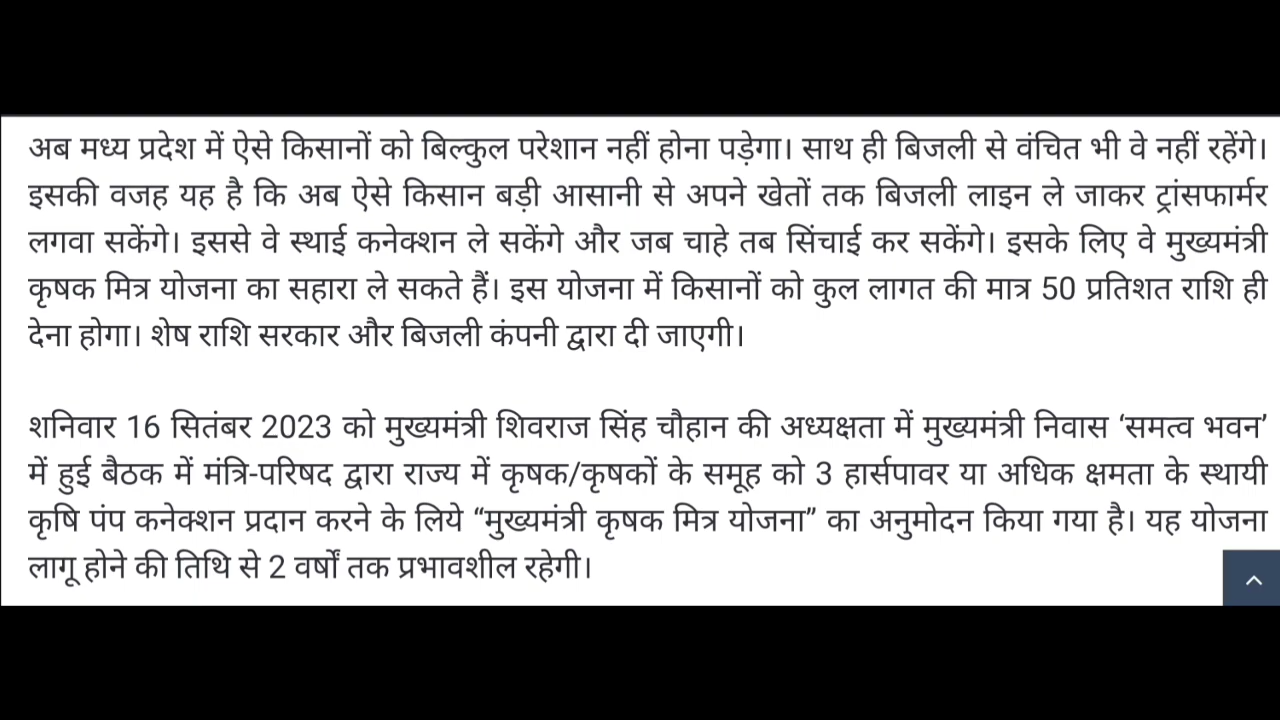 अब मध्य प्रदेश में ऐसे किसानों को बिल्कुल परेशान नहीं होना पड़ेगा। साथ ही बिजली से वंचित भी वे नहीं रहेंगे।
इसकी वजह यह है कि अब ऐसे किसान बड़ी आसानी से अपने खेतों तक बिजली लाइन ले जाकर ट्रांसफार्मर
लगवा सकेंगे। इससे वे स्थाई कनेक्शन ले सकेंगे और जब चाहे तब सिंचाई कर सकेंगे। इसके लिए वे मुख्यमंत्री
कृषक मित्र योजना का सहारा ले सकते हैं। इस योजना में किसानों को कुल लागत की मात्र 50 प्रतिशत राशि ही
देना होगा। शेष राशि सरकार और बिजली कंपनी द्वारा दी जाएगी।
शनिवार 16 सितंबर 2023 को मुख्यमंत्री शिवराज सिंह चौहान की अध्यक्षता में मुख्यमंत्री निवास ‘समत्व भवन’
में हुई बैठक में मंत्रि-परिषद द्वारा राज्य में कृषक/कृषकों के समूह को 3 हार्सपावर या अधिक क्षमता के स्थायी
कृषि पंप कनेक्शन प्रदान करने के लिये “मुख्यमंत्री कृषक मित्र योजना” का अनुमोदन किया गया है। यह योजना
लागू होने की तिथि से 2 वर्षों तक प्रभावशील रहेगी।